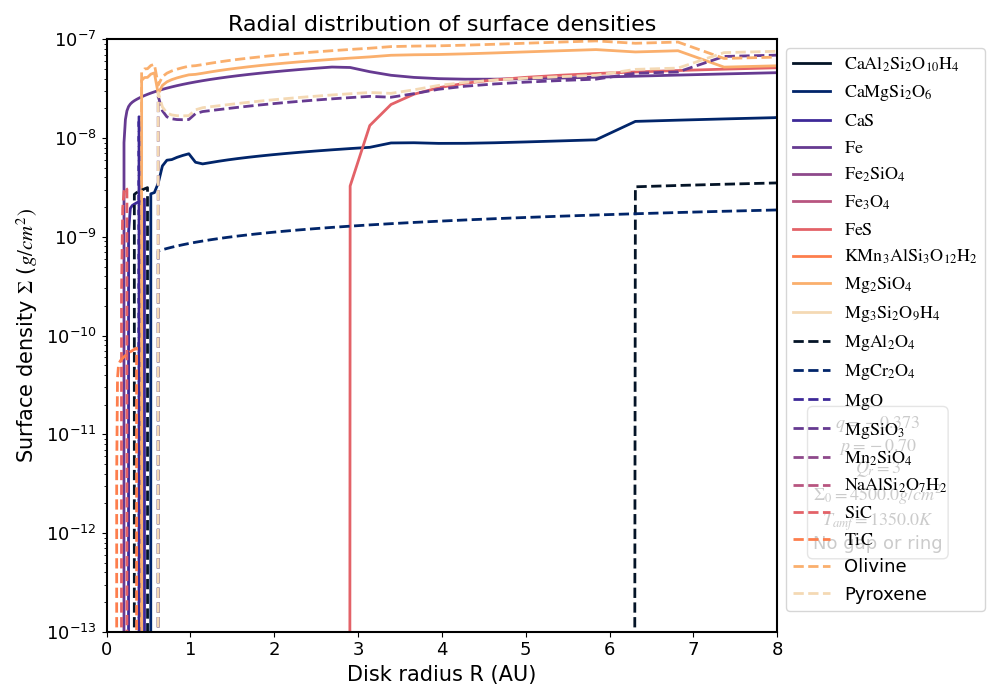 Radial distribution of surface densities
Surface density Σ (g/cm²)
10⁻⁷
10⁻⁸
10⁻⁹
10⁻¹⁰
10⁻¹¹
10⁻¹²
10⁻¹³
0 1 2 3 4 5 6 7 8
Disk radius R (AU)
CaAl₂Si₂O₁₀H₄
CaMgSi₂O₆
CaS
Fe
Fe₂SiO₄
Fe₃O₄
FeS
KMn₃AlSi₃O₁₂H₂
Mg₂SiO₄
Mg₃Si₂O₉H₄
MgAl₂O₄
MgCr₂O₄
MgO
MgSiO₃
Mn₂SiO₄
NaAlSi₂O₇H₂
SiC
TiC
Olivine
Pyroxene
p = −0.70
Σ₀ = 4500.0g/cm²
= 1350.0K
No gap or ring